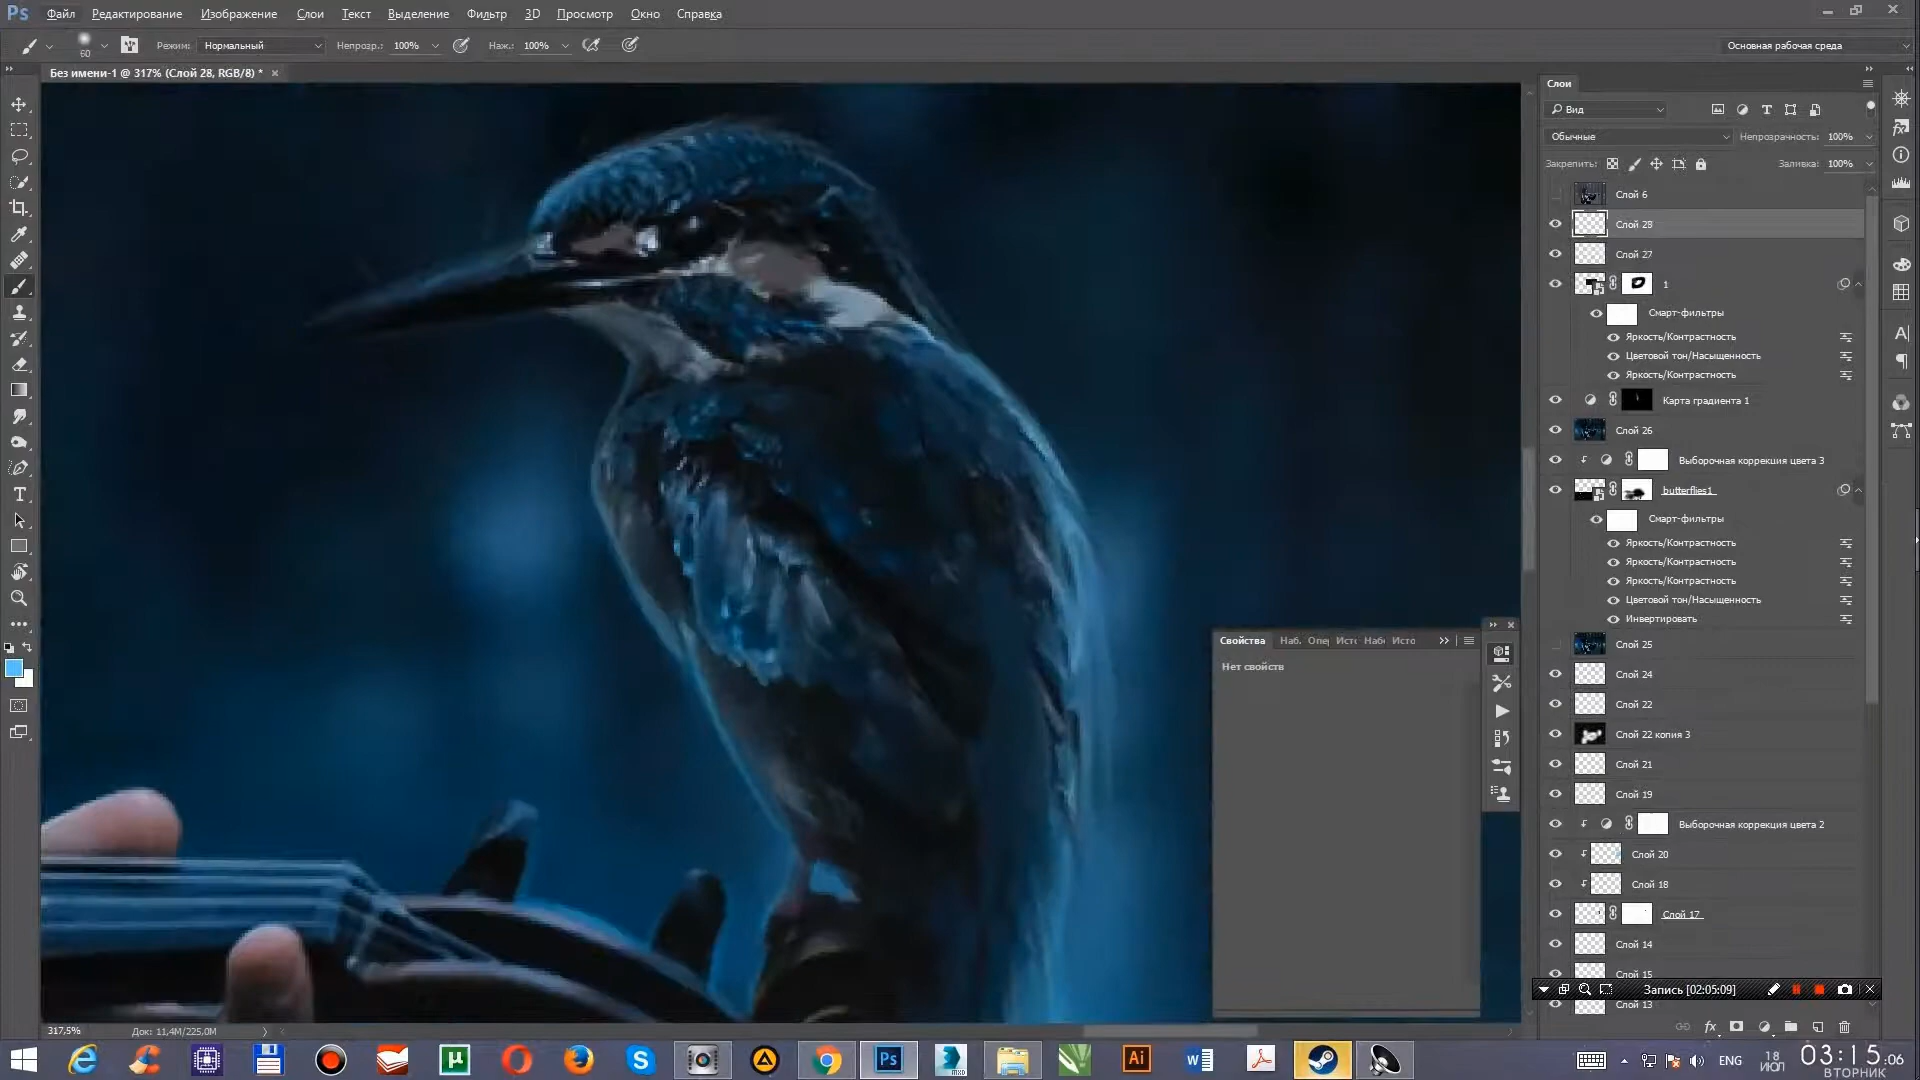 Ps Файл Редактирование Изображение Слои Текст Выделение Фильтр 3D Просмотр Окно Справка
60 Режим: Нормальный Непрозр.: 100% Наж.: 100% Основная рабочая среда
Без имени-1 @ 317% (Слой 28, RGB/8) *
Слои
Вид
Обычные Непрозрачность: 100%
Закрепить: Заливка: 100%
Слой 6
Слой 28
Слой 27
1
Смарт-фильтры
Яркость/Контрастность
Цветовой тон/Насыщенность
Яркость/Контрастность
Карта градиента 1
Слой 26
Выборочная коррекция цвета 3
butterflies1
Смарт-фильтры
Яркость/Контрастность
Яркость/Контрастность
Яркость/Контрастность
Цветовой тон/Насыщенность
Инвертировать
Слой 25
Слой 24
Слой 22
Слой 22 копия 3
Слой 21
Слой 19
Выборочная коррекция цвета 2
Слой 20
Слой 18
Слой 17
Слой 14
Слой 15
Слой 13
Свойства Наб. Опер Исто Набо Исто
Нет свойств
Запись [02:05:09]
317,5% Док: 11,4M/225,0M
ENG 18 ИЮЛ 03:15:06 ВТОРНИК